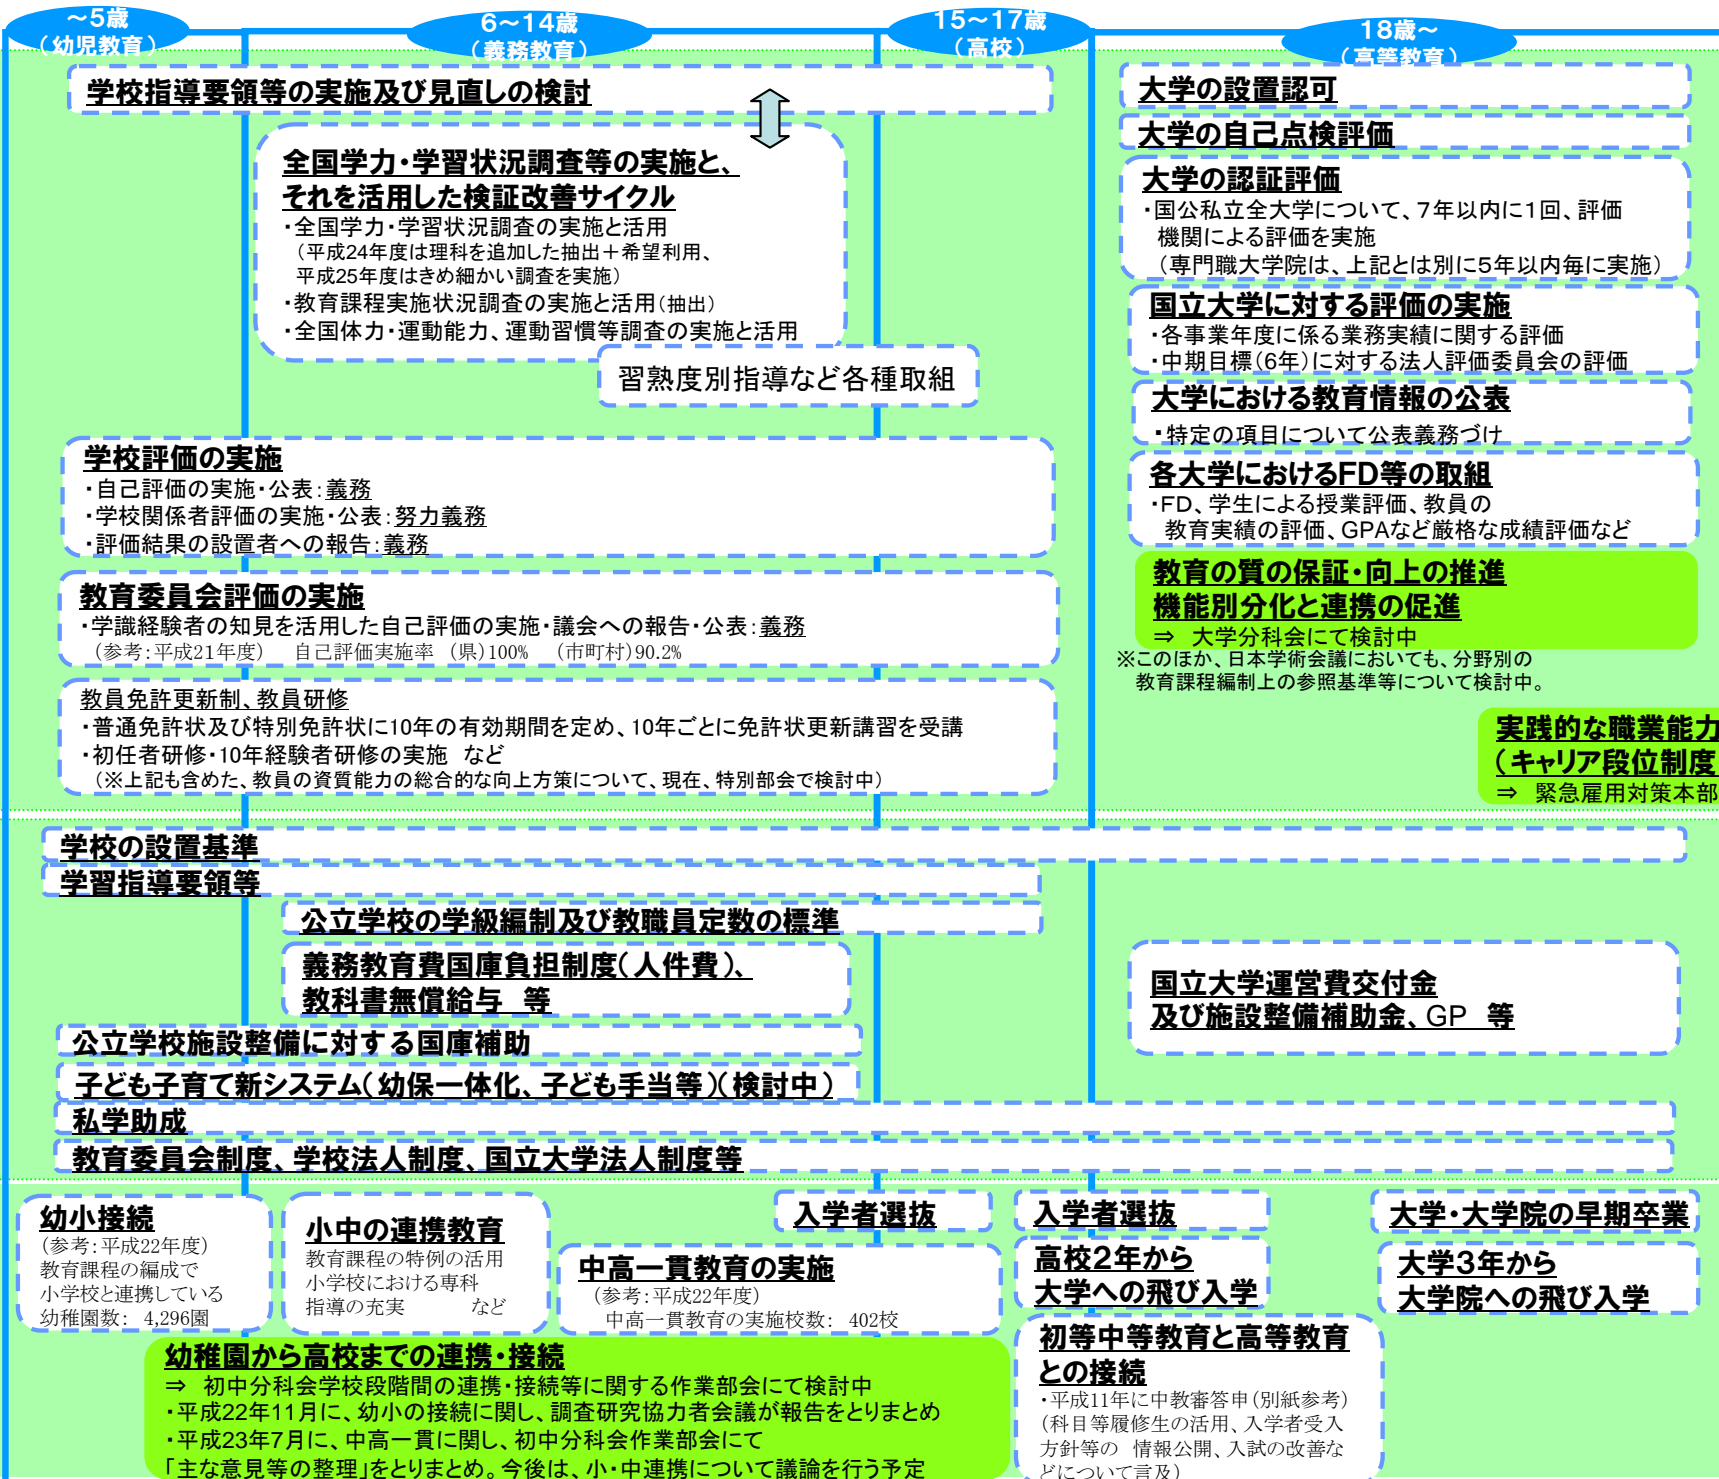 ～5歳
（幼児教育）
6～14歳
（義務教育）
15～17歳
（高校）
18歳～
（高等教育）
学校指導要領等の実施及び見直しの検討
全国学力・学習状況調査等の実施と、
それを活用した検証改善サイクル
・全国学力・学習状況調査の実施と活用
（平成24年度は理科を追加した抽出＋希望利用、
平成25年度はきめ細かい調査を実施）
・教育課程実施状況調査の実施と活用（抽出）
・全国体力・運動能力、運動習慣等調査の実施と活用
習熟度別指導など各種取組
学校評価の実施
・自己評価の実施・公表：義務
・学校関係者評価の実施・公表：努力義務
・評価結果の設置者への報告：義務
教育委員会評価の実施
・学識経験者の知見を活用した自己評価の実施・議会への報告・公表：義務
（参考：平成21年度）　自己評価実施率　（県）100%　（市町村）90.2%
教員免許更新制、教員研修
・普通免許状及び特別免許状に10年の有効期間を定め、10年ごとに免許状更新講習を受講
・初任者研修・10年経験者研修の実施　など
（※上記も含めた、教員の資質能力の総合的な向上方策について、現在、特別部会で検討中）
大学の設置認可
大学の自己点検評価
大学の認証評価
・国公私立全大学について、7年以内に1回、評価
機関による評価を実施
（専門職大学院は、上記とは別に5年以内毎に実施）
国立大学に対する評価の実施
・各事業年度に係る業務実績に関する評価
・中期目標（6年）に対する法人評価委員会の評価
大学における教育情報の公表
・特定の項目について公表義務づけ
各大学におけるFD等の取組
・FD、学生による授業評価、教員の
教育実績の評価、GPAなど厳格な成績評価など
教育の質の保証・向上の推進
機能別分化と連携の促進
⇒　大学分科会にて検討中
※このほか、日本学術会議においても、分野別の
教育課程編制上の参照基準等について検討中。
実践的な職業能力
（キャリア段位制度
⇒　緊急雇用対策本部
学校の設置基準
学習指導要領等
公立学校の学級編制及び教職員定数の標準
義務教育費国庫負担制度（人件費）、
教科書無償給与　等
国立大学運営費交付金
及び施設整備補助金、GP　等
公立学校施設整備に対する国庫補助
子ども子育て新システム（幼保一体化、子ども手当等）（検討中）
私学助成
教育委員会制度、学校法人制度、国立大学法人制度等
幼小接続
（参考：平成22年度）
教育課程の編成で
小学校と連携している
幼稚園数：　4,296園
小中の連携教育
教育課程の特例の活用
小学校における専科
指導の充実　　　など
入学者選抜
中高一貫教育の実施
（参考：平成22年度）
中高一貫教育の実施校数：　402校
幼稚園から高校までの連携・接続
⇒　初中分科会学校段階間の連携・接続等に関する作業部会にて検討中
・平成22年11月に、幼小の接続に関し、調査研究協力者会議が報告をとりまとめ
・平成23年7月に、中高一貫に関し、初中分科会作業部会にて
「主な意見等の整理」をとりまとめ。今後は、小・中連携について議論を行う予定
入学者選抜
高校2年から
大学への飛び入学
初等中等教育と高等教育
との接続
・平成11年に中教審答申（別紙参考）
（科目等履修生の活用、入学者受入
方針等の　情報公開、入試の改善な
どについて言及）
大学・大学院の早期卒業
大学3年から
大学院への飛び入学